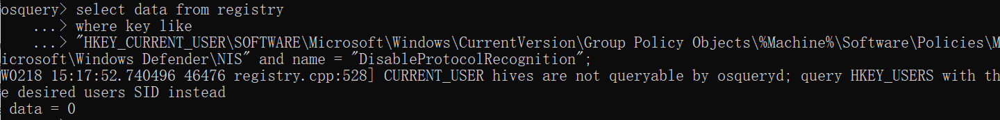 osquery> select data from registry
...> where key like
...> "HKEY_CURRENT_USER\SOFTWARE\Microsoft\Windows\CurrentVersion\Group Policy Objects\%Machine%\Software\Policies\M
icrosoft\Windows Defender\NIS" and name = "DisableProtocolRecognition";
W0218 15:17:52.740496 46476 registry.cpp:528] CURRENT_USER hives are not queryable by osqueryd; query HKEY_USERS with th
e desired users SID instead
data = 0